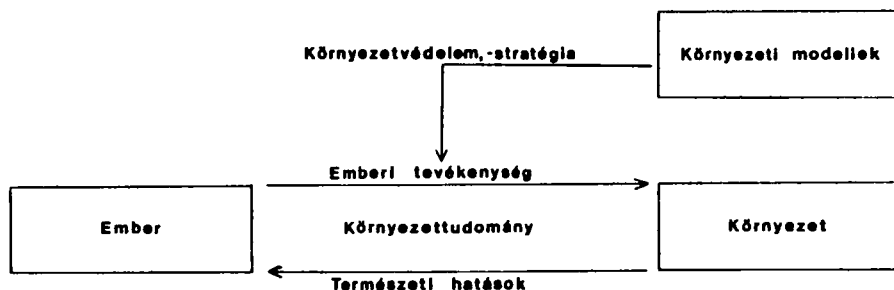 Környezetvédelem,-stratégia
Környezeti modellek
Emberi tevékenység
Ember
Környezettudomány
Környezet
Természeti hatások